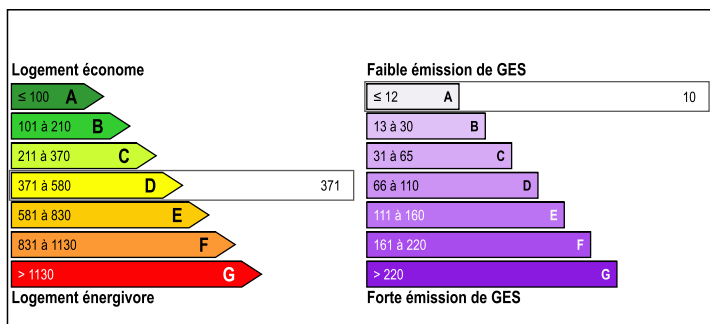 Logement économe
≤ 100 A
101 à 210 B
211 à 370 C
371 à 580 D 371
581 à 830 E
831 à 1130 F
> 1130 G
Logement énergivore
Faible émission de GES
≤ 12 A 10
13 à 30 B
31 à 65 C
66 à 110 D
111 à 160 E
161 à 220 F
> 220 G
Forte émission de GES